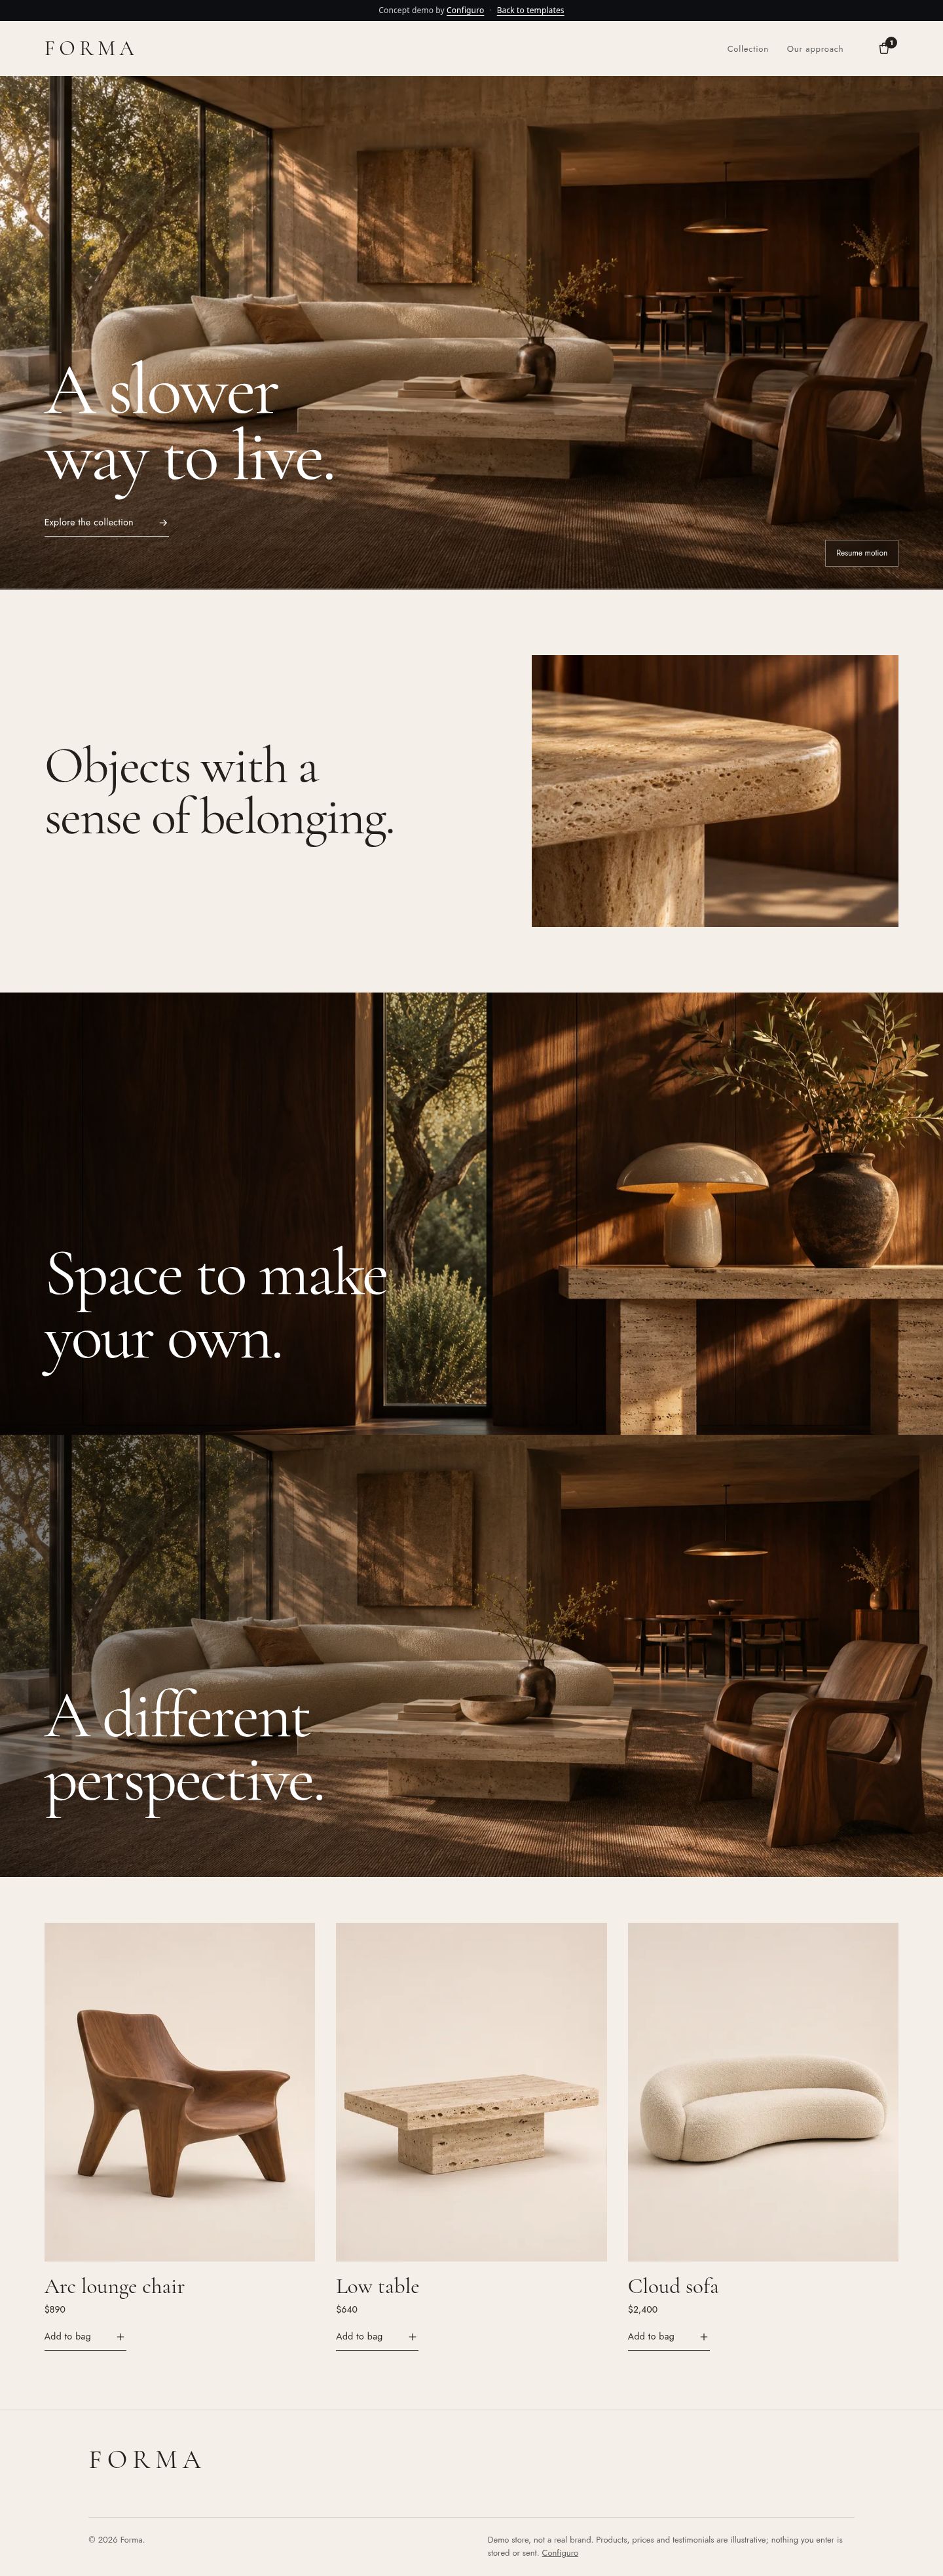 Concept demo by Configuro · Back to templates
FORMA
Collection
Our approach
1
A slower
way to live.
Explore the collection →
Resume motion
Objects with a
sense of belonging.
Space to make
your own.
A different
perspective.
Arc lounge chair
$890
Add to bag +
Low table
$640
Add to bag +
Cloud sofa
$2,400
Add to bag +
FORMA
© 2026 Forma.
Demo store, not a real brand. Products, prices and testimonials are illustrative; nothing you enter is
stored or sent. Configuro